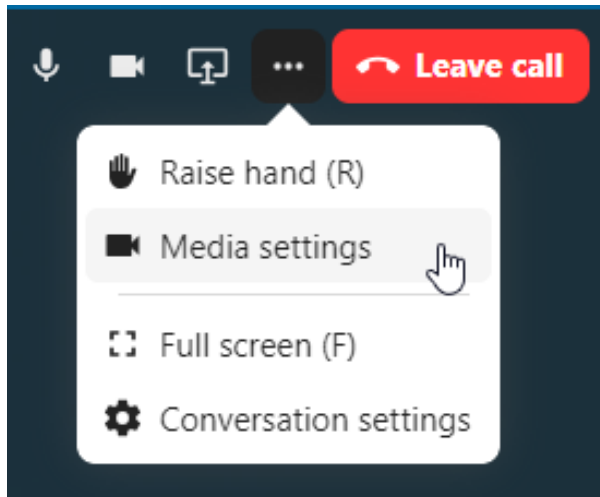 Leave call
Raise hand (R)
Media settings
Full screen (F)
Conversation settings